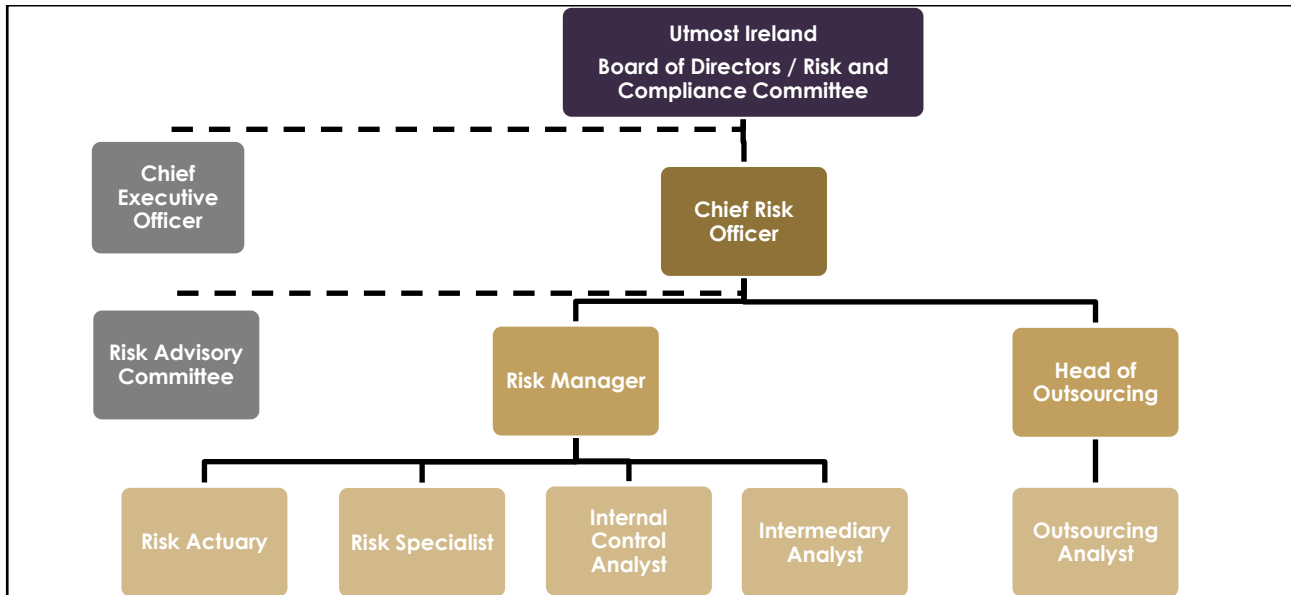 Utmost Ireland
Board of Directors / Risk and
Compliance Committee
Chief
Executive
Officer
Chief Risk
Officer
Risk Advisory
Committee
Risk Manager
Head of
Outsourcing
Risk Actuary
Risk Specialist
Internal
Control
Analyst
Intermediary
Analyst
Outsourcing
Analyst